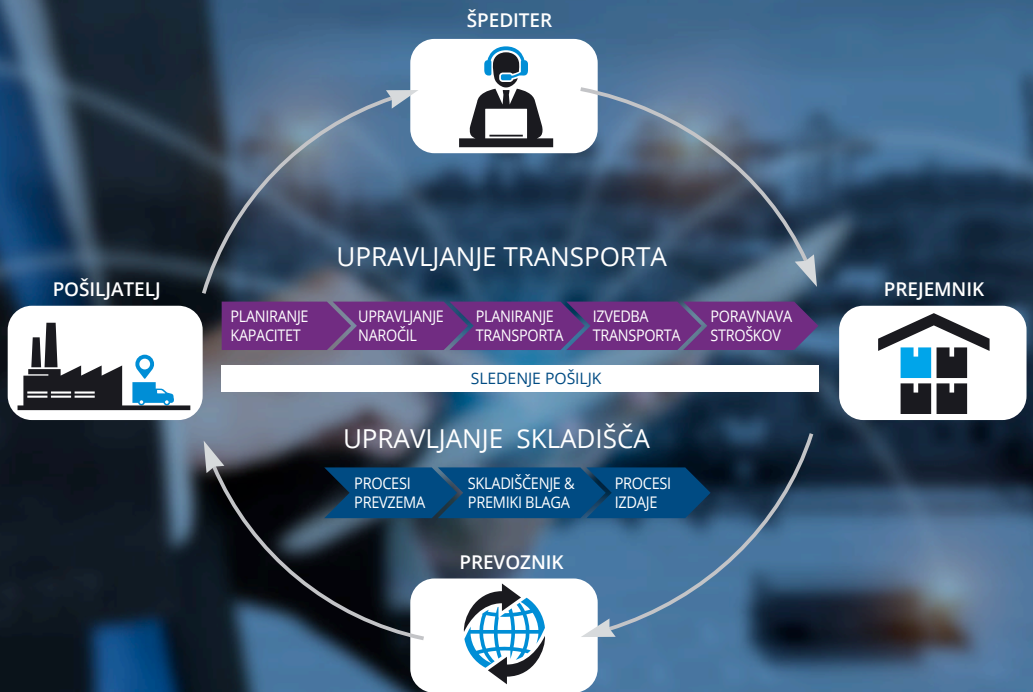 ŠPEDITER
UPRAVLJANJE TRANSPORTA
POŠILJATELJ
PREJEMNIK
PLANIRANJE
KAPACITET
UPRAVLJANJE
NAROČIL
PLANIRANJE
TRANSPORTA
IZVEDBA
TRANSPORTA
PORAVNAVA
STROŠKOV
SLEDENJE POŠILJK
UPRAVLJANJE SKLADIŠČA
PROCESI
PREVZEMA
SKLADIŠČENJE &
PREMIKI BLAGA
PROCESI
IZDAJE
PREVOZNIK